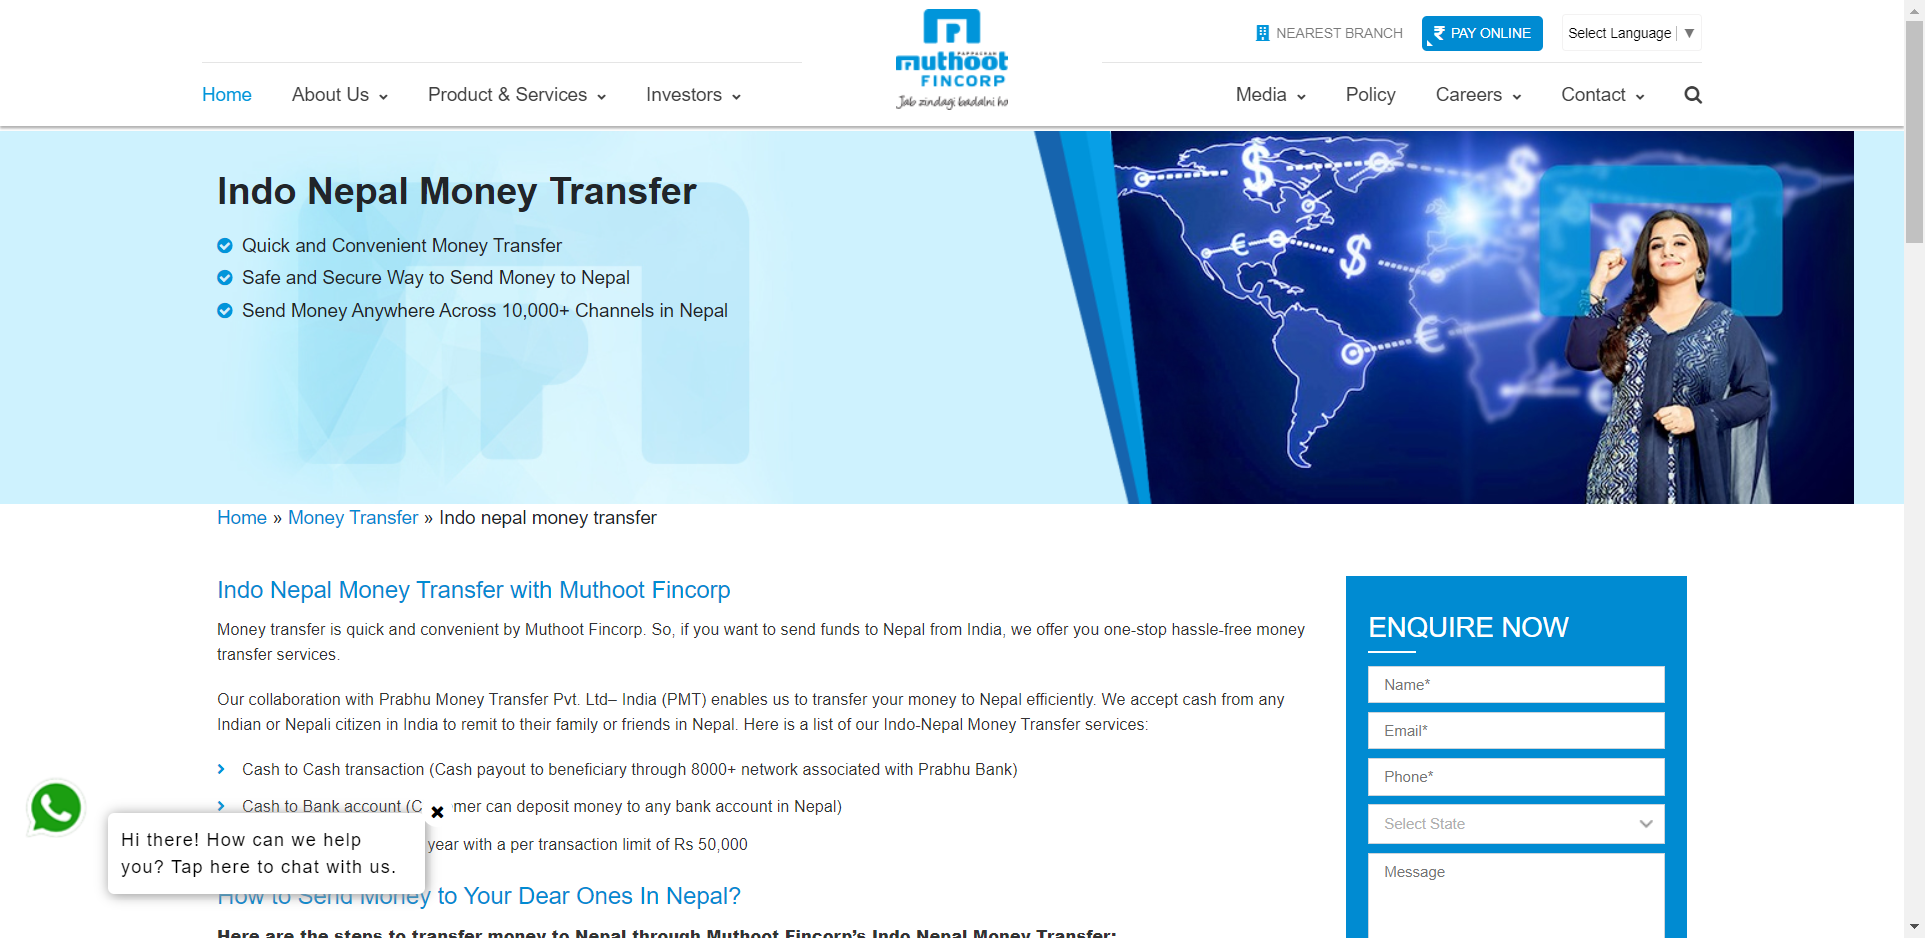 NEAREST BRANCH
₹ PAY ONLINE
Select Language ▼
Home
About Us
Product & Services
Investors
PAPPACHAN
muthoot
FINCORP
Jab zindagi badalni ho
Media
Policy
Careers
Contact
Indo Nepal Money Transfer
Quick and Convenient Money Transfer
Safe and Secure Way to Send Money to Nepal
Send Money Anywhere Across 10,000+ Channels in Nepal
Home » Money Transfer » Indo nepal money transfer
Indo Nepal Money Transfer with Muthoot Fincorp
Money transfer is quick and convenient by Muthoot Fincorp. So, if you want to send funds to Nepal from India, we offer you one-stop hassle-free money
transfer services.
Our collaboration with Prabhu Money Transfer Pvt. Ltd– India (PMT) enables us to transfer your money to Nepal efficiently. We accept cash from any
Indian or Nepali citizen in India to remit to their family or friends in Nepal. Here is a list of our Indo-Nepal Money Transfer services:
Cash to Cash transaction (Cash payout to beneficiary through 8000+ network associated with Prabhu Bank)
Cash to Bank account (C mer can deposit money to any bank account in Nepal)
year with a per transaction limit of Rs 50,000
Hi there! How can we help
you? Tap here to chat with us.
How to Send Money to Your Dear Ones In Nepal?
Here are the steps to transfer money to Nepal through Muthoot Fincorp's Indo Nepal Money Transfer:
ENQUIRE NOW
Name*
Email*
Phone*
Select State
Message